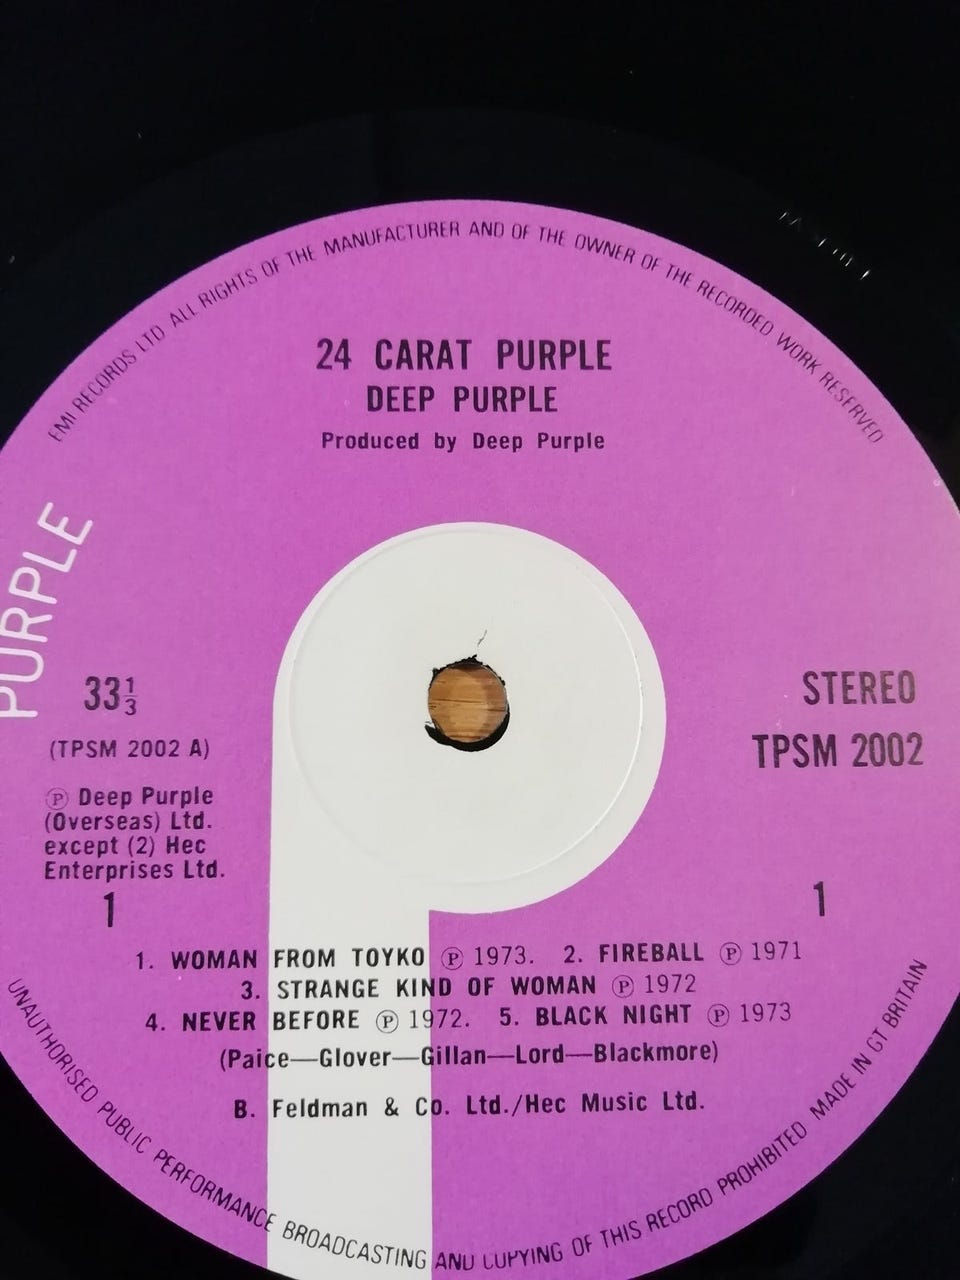 EMI RECORDS LTD ALL RIGHTS OF THE MANUFACTURER AND OF THE OWNER OF THE RECORDED WORK RESERVED
24 CARAT PURPLE
DEEP PURPLE
Produced by Deep Purple
PURPLE
33⅓
STEREO
(TPSM 2002 A)
TPSM 2002
Ⓟ Deep Purple
(Overseas) Ltd.
except (2) Hec
Enterprises Ltd.
1
1
1. WOMAN FROM TOYKO Ⓟ 1973. 2. FIREBALL Ⓟ 1971
3. STRANGE KIND OF WOMAN Ⓟ 1972
4. NEVER BEFORE Ⓟ 1972. 5. BLACK NIGHT Ⓟ 1973
(Paice—Glover—Gillan—Lord—Blackmore)
B. Feldman & Co. Ltd./Hec Music Ltd.
UNAUTHORISED PUBLIC PERFORMANCE BROADCASTING AND COPYING OF THIS RECORD PROHIBITED MADE IN GT BRITAIN